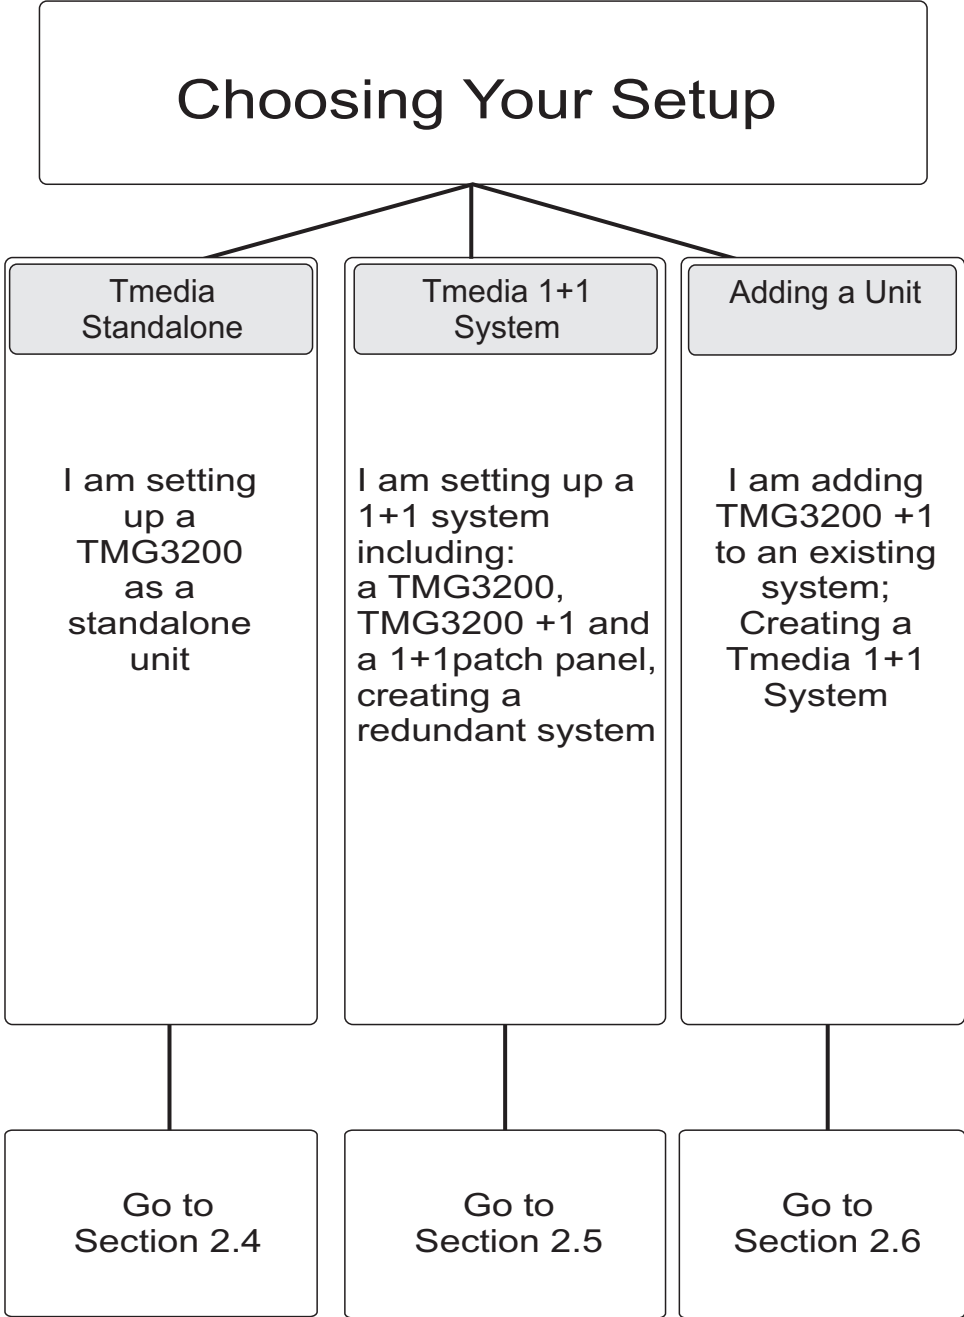 Choosing Your Setup
Tmedia
Standalone
I am setting
up a
TMG3200
as a
standalone
unit
Go to
Section 2.4
Tmedia 1+1
System
I am setting up a
1+1 system
including:
a TMG3200,
TMG3200 +1 and
a 1+1patch panel,
creating a
redundant system
Go to
Section 2.5
Adding a Unit
I am adding
TMG3200 +1
to an existing
system;
Creating a
Tmedia 1+1
System
Go to
Section 2.6